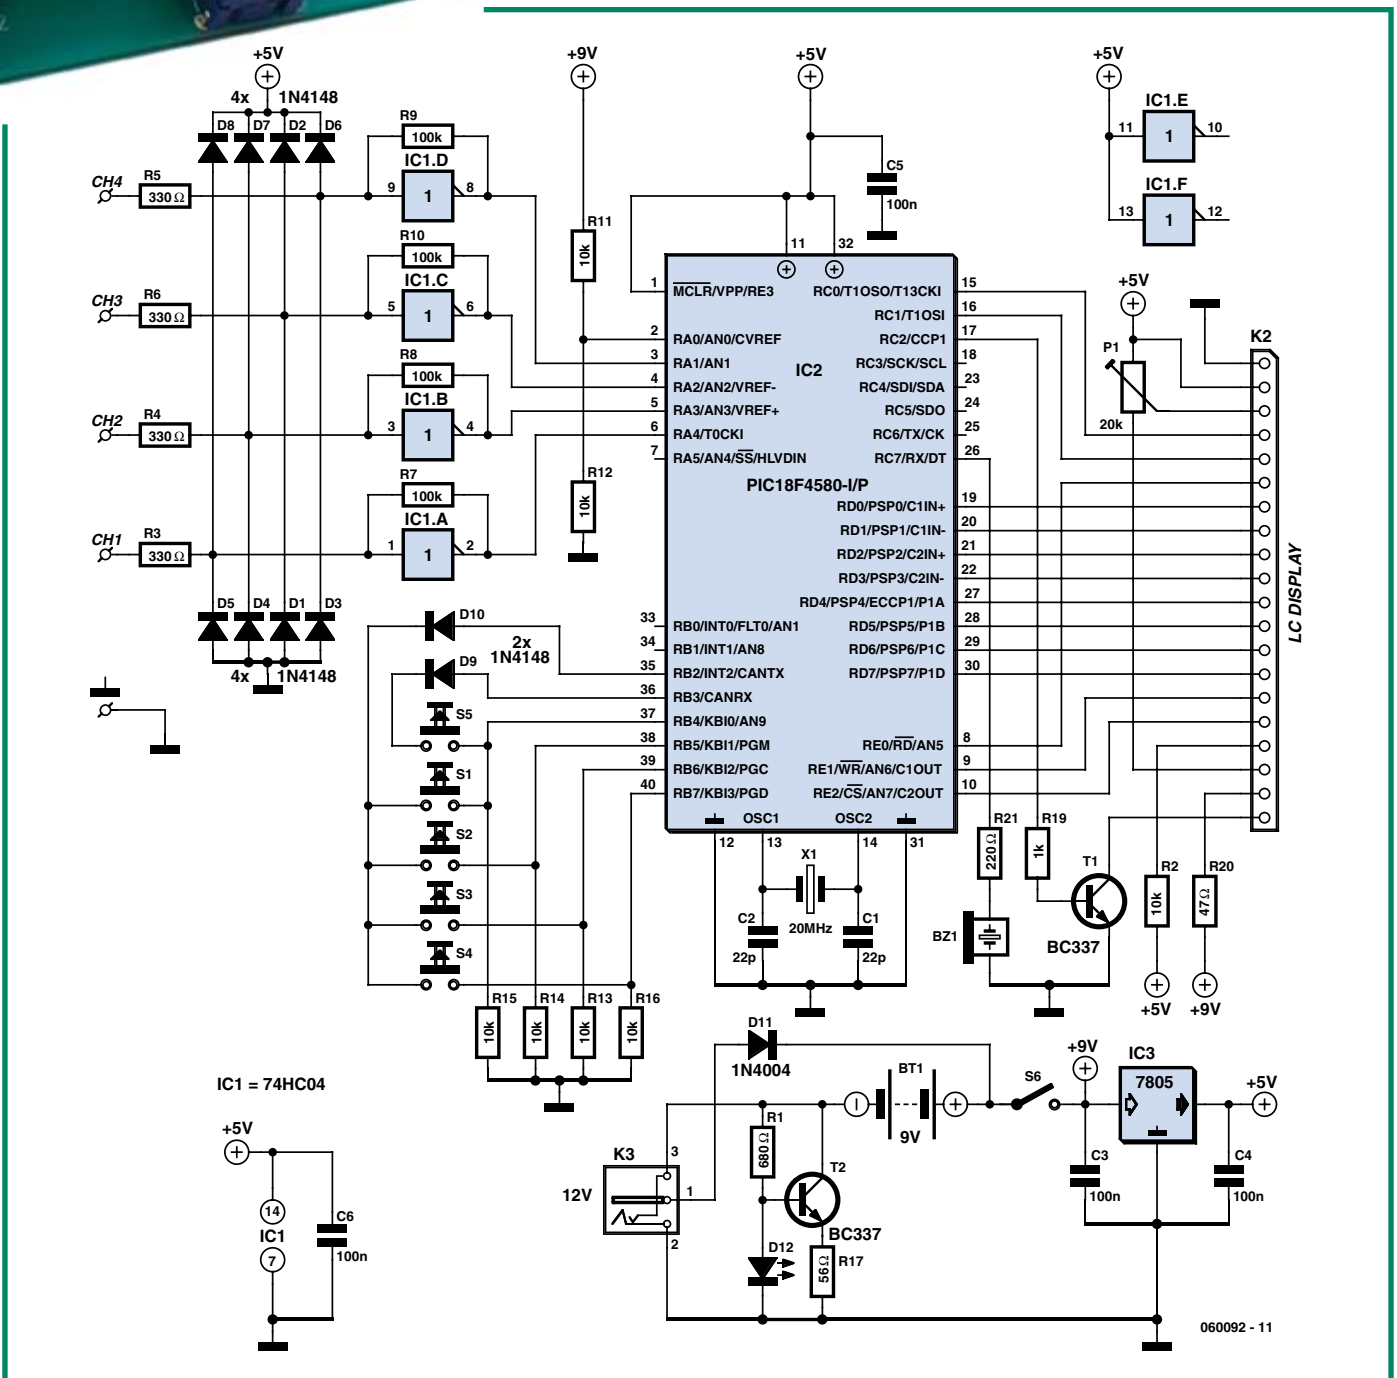 +5V
+9V
+5V
+5V
4x 1N4148
D8
D7
D2
D6
R9
100k
IC1.D
9
1
8
CH4
R5
330Ω
R10
100k
IC1.C
5
1
6
CH3
R6
330Ω
R8
100k
IC1.B
3
1
4
CH2
R4
330Ω
R7
100k
IC1.A
1
1
2
CH1
R3
330Ω
D5
D4
D1
D3
4x 1N4148
R11
10k
R12
10k
C5
100n
IC1.E
11
1
10
IC1.F
13
1
12
+5V
P1
20k
K2
LC DISPLAY
11
32
1
MCLR/VPP/RE3
2
RA0/AN0/CVREF
3
RA1/AN1
4
RA2/AN2/VREF-
5
RA3/AN3/VREF+
6
RA4/T0CKI
7
RA5/AN4/SS/HLVDIN
IC2
PIC18F4580-I/P
33
RB0/INT0/FLT0/AN1
34
RB1/INT1/AN8
35
RB2/INT2/CANTX
36
RB3/CANRX
37
RB4/KBI0/AN9
38
RB5/KBI1/PGM
39
RB6/KBI2/PGC
40
RB7/KBI3/PGD
RC0/T1OSO/T13CKI
15
RC1/T1OSI
16
RC2/CCP1
17
RC3/SCK/SCL
18
RC4/SDI/SDA
23
RC5/SDO
24
RC6/TX/CK
25
RC7/RX/DT
26
RD0/PSP0/C1IN+
19
RD1/PSP1/C1IN-
20
RD2/PSP2/C2IN+
21
RD3/PSP3/C2IN-
22
RD4/PSP4/ECCP1/P1A
27
RD5/PSP5/P1B
28
RD6/PSP6/P1C
29
RD7/PSP7/P1D
30
RE0/RD/AN5
8
RE1/WR/AN6/C1OUT
9
RE2/CS/AN7/C2OUT
10
OSC1
OSC2
12
13
14
31
D10
2x
1N4148
D9
S5
S1
S2
S3
S4
R15
10k
R14
10k
R13
10k
R16
10k
X1
20MHz
C2
22p
C1
22p
R21
220Ω
R19
1k
BZ1
T1
BC337
R2
10k
R20
47Ω
+5V
+9V
IC1 = 74HC04
+5V
14
IC1
7
C6
100n
D11
1N4004
BT1
9V
S6
+9V
IC3
7805
+5V
C3
100n
C4
100n
K3
12V
3
1
2
R1
680Ω
T2
BC337
D12
R17
56Ω
060092 - 11